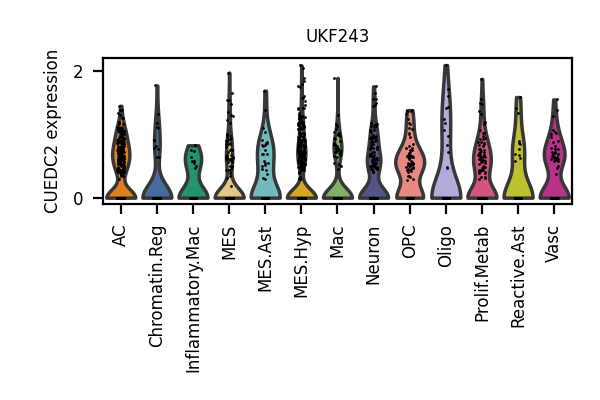 UKF243
CUEDC2 expression
2
0
AC
Chromatin.Reg
Inflammatory.Mac
MES
MES.Ast
MES.Hyp
Mac
Neuron
OPC
Oligo
Prolif.Metab
Reactive.Ast
Vasc